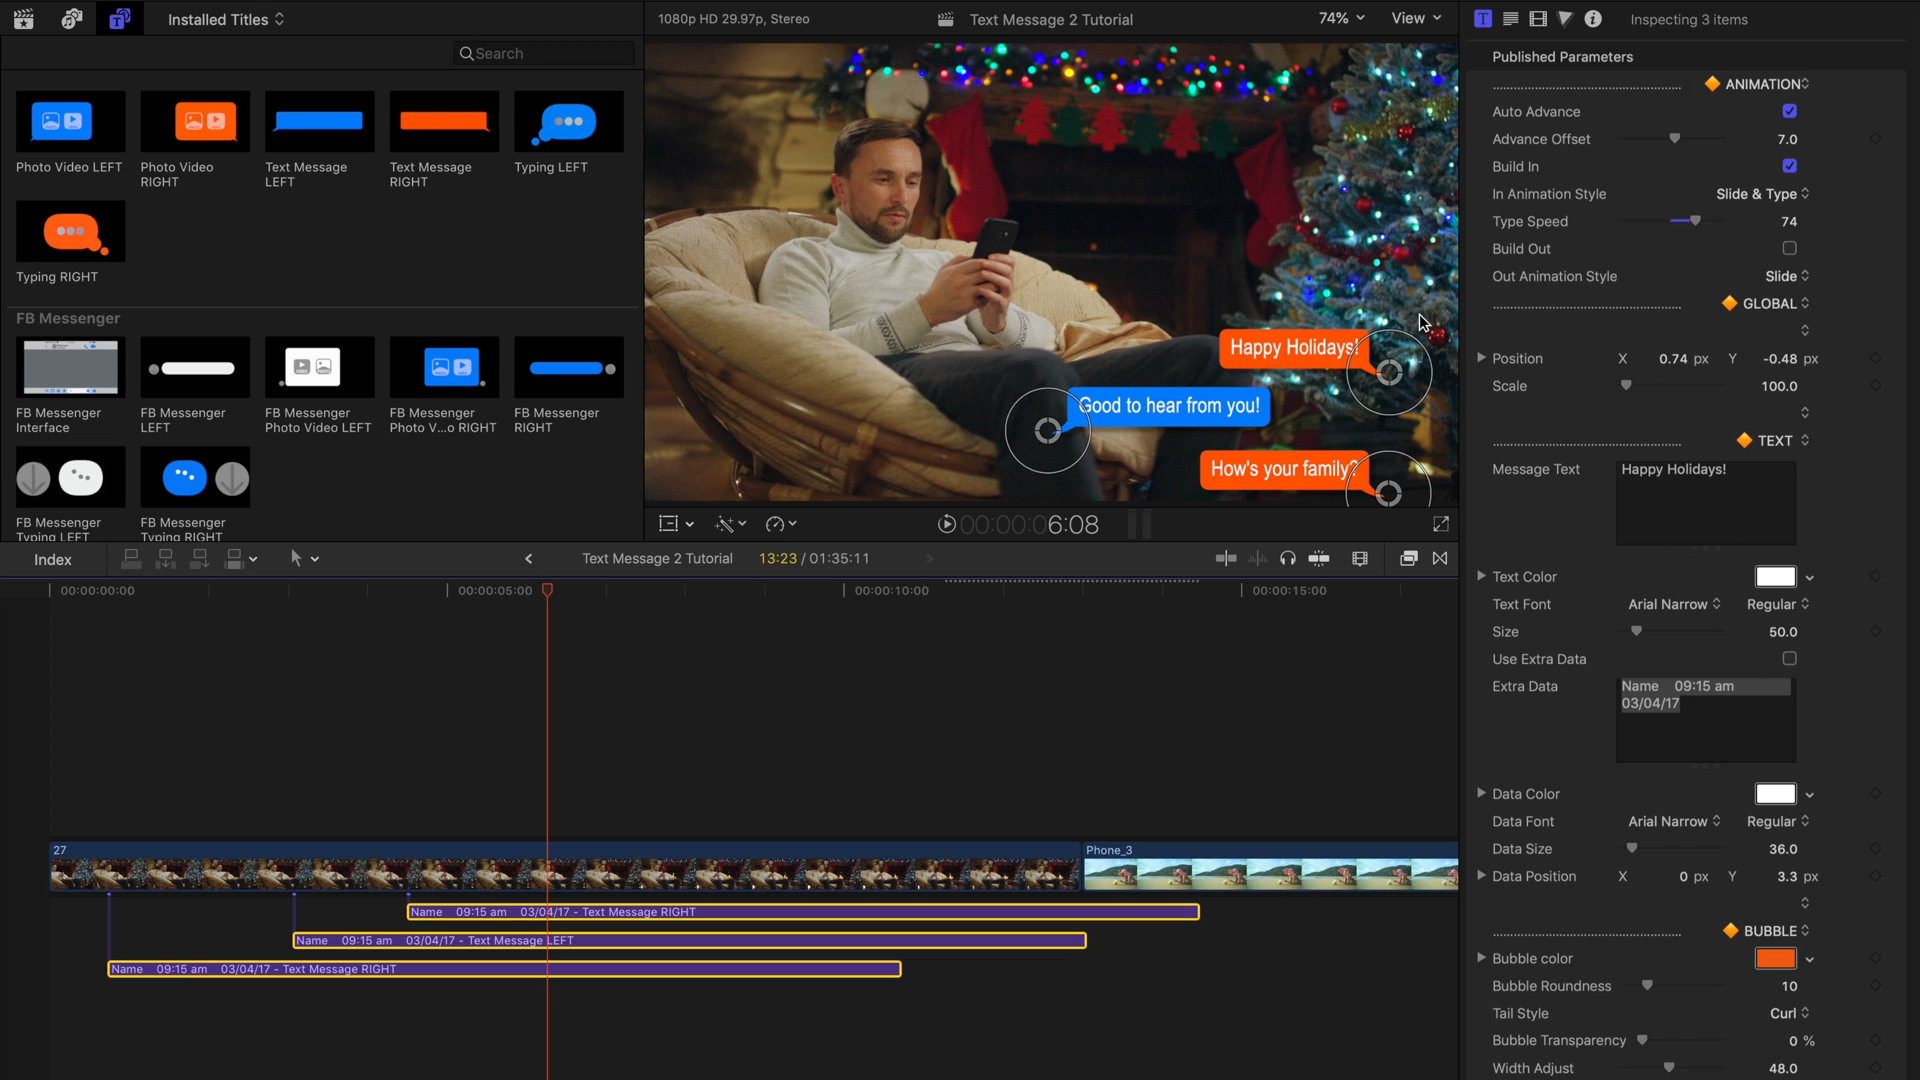 Installed Titles
1080p HD 29.97p, Stereo
Text Message 2 Tutorial
74%
View
Inspecting 3 items
Search
Photo Video LEFT
Photo Video
RIGHT
Text Message
LEFT
Text Message
RIGHT
Typing LEFT
Typing RIGHT
FB Messenger
FB Messenger
Interface
FB Messenger
LEFT
FB Messenger
Photo Video LEFT
FB Messenger
Photo V...o RIGHT
FB Messenger
RIGHT
FB Messenger
Typing LEFT
FB Messenger
Typing RIGHT
Happy Holidays!
Good to hear from you!
How's your family?
00:00:06:08
Published Parameters
ANIMATION
Auto Advance
Advance Offset 7.0
Build In
In Animation Style Slide & Type
Type Speed 74
Build Out
Out Animation Style Slide
GLOBAL
Position X 0.74 px Y -0.48 px
Scale 100.0
TEXT
Message Text Happy Holidays!
Text Color
Text Font Arial Narrow Regular
Size 50.0
Use Extra Data
Extra Data Name 09:15 am
03/04/17
Data Color
Data Font Arial Narrow Regular
Data Size 36.0
Data Position X 0 px Y 3.3 px
BUBBLE
Bubble color
Bubble Roundness 10
Tail Style Curl
Bubble Transparency 0 %
Width Adjust 48.0
Index
Text Message 2 Tutorial
13:23 / 01:35:11
00:00:00:00
00:00:05:00
00:00:10:00
00:00:15:00
27
Phone_3
Name 09:15 am 03/04/17 - Text Message RIGHT
Name 09:15 am 03/04/17 - Text Message LEFT
Name 09:15 am 03/04/17 - Text Message RIGHT